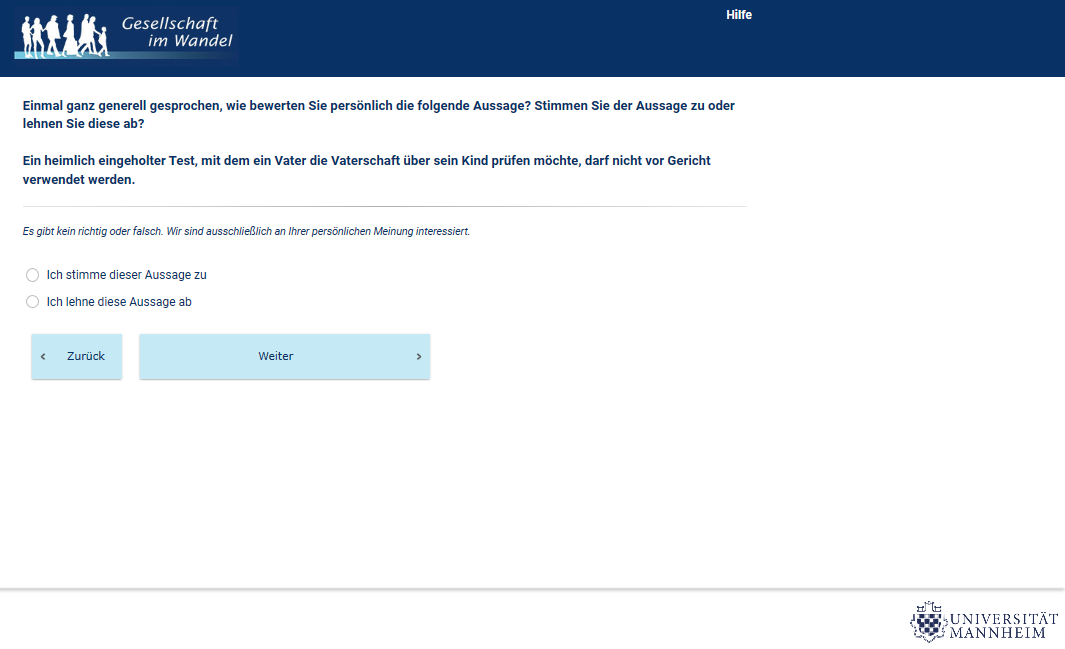 Gesellschaft
im Wandel
Hilfe
Einmal ganz generell gesprochen, wie bewerten Sie persönlich die folgende Aussage? Stimmen Sie der Aussage zu oder
lehnen Sie diese ab?
Ein heimlich eingeholter Test, mit dem ein Vater die Vaterschaft über sein Kind prüfen möchte, darf nicht vor Gericht
verwendet werden.
Es gibt kein richtig oder falsch. Wir sind ausschließlich an Ihrer persönlichen Meinung interessiert.
Ich stimme dieser Aussage zu
Ich lehne diese Aussage ab
‹ Zurück
Weiter ›
UNIVERSITÄT
MANNHEIM